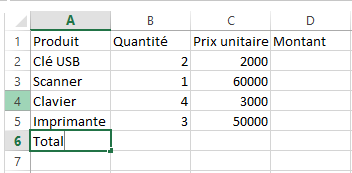 A B C D
1 Produit Quantité Prix unitaire Montant
2 Clé USB 2 2000
3 Scanner 1 60000
4 Clavier 4 3000
5 Imprimante 3 50000
6 Total
7